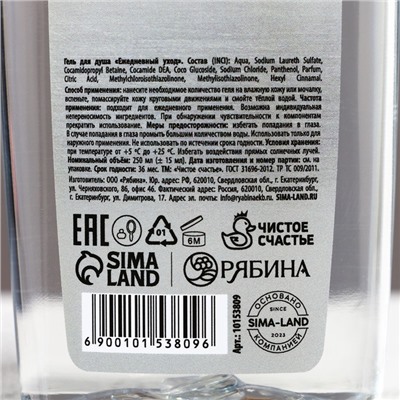 Гель для душа «Ежедневный уход». Состав (INCI): Aqua, Sodium Laureth Sulfate,
Cocamidopropyl Betaine, Cocamide DEA, Coco Glucoside, Sodium Chloride, Panthenol, Parfum,
Citric Acid, Methylchloroisothiazolinone, Methylisothiazolinone, Hexyl Cinnamal.
Способ применения: нанесите необходимое количество геля на влажную кожу или мочалку,
вспеньте, помассируйте кожу круговыми движениями и смойте тёплой водой. Частота
применения: подходит для ежедневного применения. Возможна индивидуальная
непереносимость ингредиентов. При обнаружении чувствительности к компонентам
прекратить использование. Меры предосторожности: избегать попадания в глаза.
В случае попадания в глаза промыть большим количеством воды. Использовать только для
наружного применения. Не использовать по истечении срока годности. Условия хранения:
при температуре от +5 °С до +25 °С. Избегать воздействия прямых солнечных лучей.
Номинальный объём: 250 мл (± 15 мл). Дата изготовления и номер партии: см. на
упаковке. Срок годности: 36 мес. ТМ: «Чистое счастье». ГОСТ 31696-2012. ТР ТС 009/2011.
Изготовитель: ООО «Рябина», Юр. адрес: РФ, 620010, Свердловская обл., г. Екатеринбург,
ул. Черняховского, 86, офис 46. Фактический адрес: Россия, 620010, Свердловская обл.,
г. Екатеринбург, ул. Димитрова, 17. Адрес эл. почты: info@ryabinaekb.ru. SIMA-LAND.RU
EAC
01
6M
ЧИСТОЕ
СЧАСТЬЕ
SIMA
LAND
РЯБИНА
6 900101 538096
Арт.: 10153809
ОСНОВАНО
SINCE
SIMA-LAND
2023
КОМПАНИЕЙ